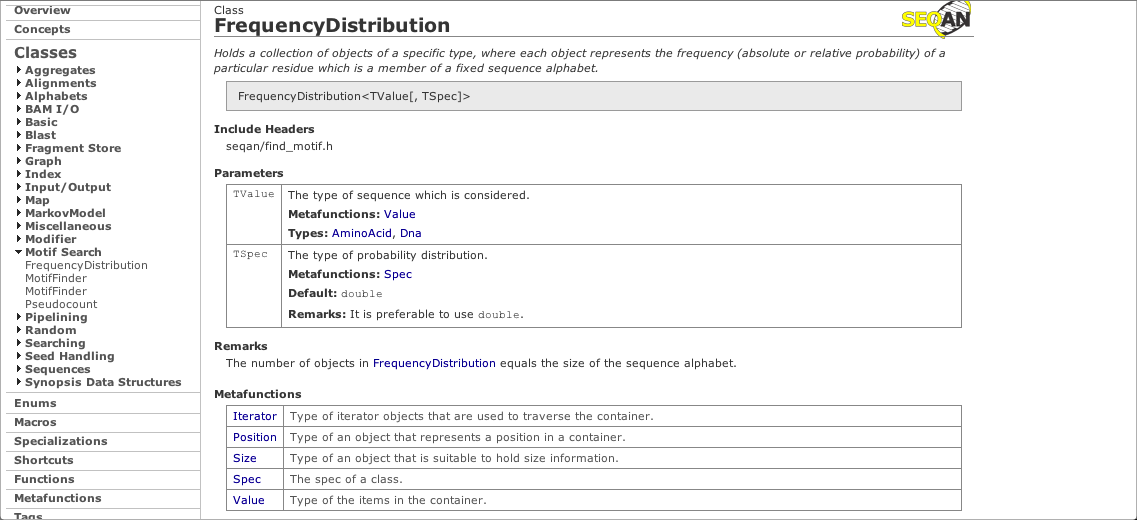 Overview
Concepts
Classes
Aggregates
Alignments
Alphabets
BAM I/O
Basic
Blast
Fragment Store
Graph
Index
Input/Output
Map
MarkovModel
Miscellaneous
Modifier
Motif Search
FrequencyDistribution
MotifFinder
MotifFinder
Pseudocount
Pipelining
Random
Searching
Seed Handling
Sequences
Synopsis Data Structures
Enums
Macros
Specializations
Shortcuts
Functions
Metafunctions
Tags
Class
FrequencyDistribution
SEQAN
Holds a collection of objects of a specific type, where each object represents the frequency (absolute or relative probability) of a
particular residue which is a member of a fixed sequence alphabet.
FrequencyDistribution<TValue[, TSpec]>
Include Headers
seqan/find_motif.h
Parameters
TValue The type of sequence which is considered.
Metafunctions: Value
Types: AminoAcid, Dna
TSpec The type of probability distribution.
Metafunctions: Spec
Default: double
Remarks: It is preferable to use double.
Remarks
The number of objects in FrequencyDistribution equals the size of the sequence alphabet.
Metafunctions
Iterator Type of iterator objects that are used to traverse the container.
Position Type of an object that represents a position in a container.
Size Type of an object that is suitable to hold size information.
Spec The spec of a class.
Value Type of the items in the container.